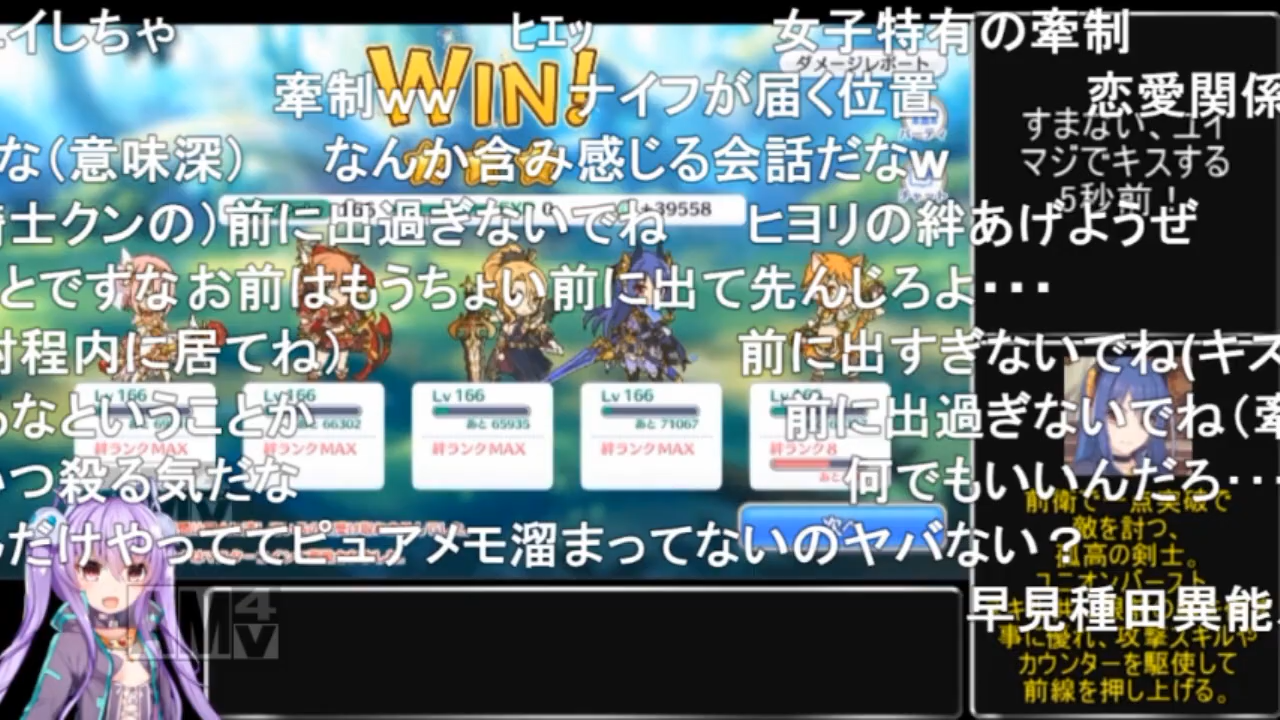 ヒエッ
女子特有の牽制
イしちゃ
WIN!
ダメージレポート
牽制ww
ナイフが届く位置
恋愛関係
すまない、ユイ
マジでキスする
5秒前!
な(意味深)
なんか含み感じる会話だなw
+39558
士クンの)前に出過ぎないでね
ヒヨリの絆あげようぜ
とですな
お前はもうちょい前に出て先んじろよ・・・
程内に居てね)
前に出すぎないでね(キス
Lv 166
Lv 166
Lv 166
Lv 166
あと 66302
あと 65935
あと 71067
なということか
前に出過ぎないでね(牽
絆ランクMAX
絆ランクMAX
絆ランクMAX
絆ランクMAX
絆ランク8
つ殺る気だな
何でもいいんだろ・・・
だけやっててピュアメモ溜まってないのヤバない?
前衛で一点突破で
敵を討つ、
孤高の剣士。
ユニオンバースト
早見種田異能
事に優れ、攻撃スキルや
カウンターを駆使して
前線を押し上げる。